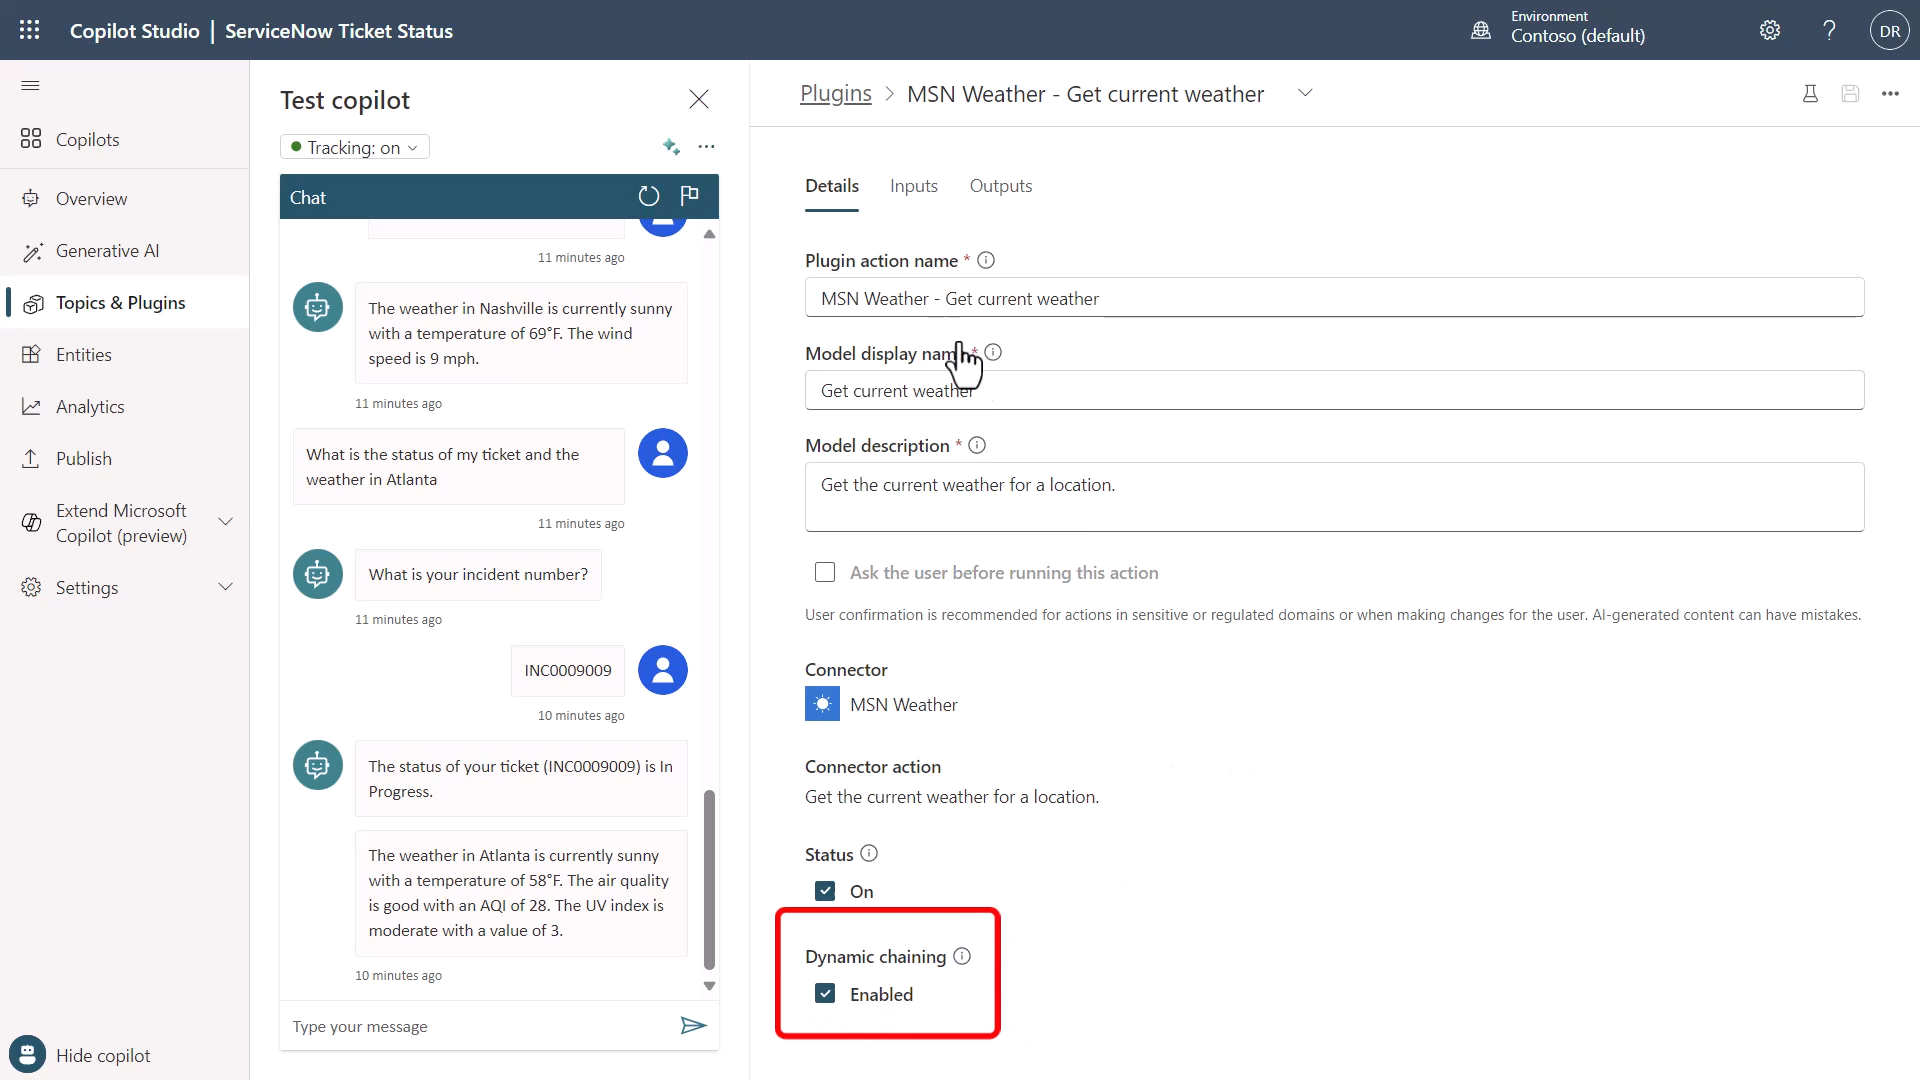 Copilot Studio | ServiceNow Ticket Status
Environment
Contoso (default)
?
DR
Copilots
Overview
Generative AI
Topics & Plugins
Entities
Analytics
Publish
Extend Microsoft
Copilot (preview)
Settings
Hide copilot
Test copilot
Tracking: on
Chat
11 minutes ago
The weather in Nashville is currently sunny
with a temperature of 69°F. The wind
speed is 9 mph.
11 minutes ago
What is the status of my ticket and the
weather in Atlanta
11 minutes ago
What is your incident number?
11 minutes ago
INC0009009
10 minutes ago
The status of your ticket (INC0009009) is In
Progress.
The weather in Atlanta is currently sunny
with a temperature of 58°F. The air quality
is good with an AQI of 28. The UV index is
moderate with a value of 3.
10 minutes ago
Type your message
Plugins > MSN Weather - Get current weather
Details Inputs Outputs
Plugin action name *
MSN Weather - Get current weather
Model display name *
Get current weather
Model description *
Get the current weather for a location.
Ask the user before running this action
User confirmation is recommended for actions in sensitive or regulated domains or when making changes for the user. AI-generated content can have mistakes.
Connector
MSN Weather
Connector action
Get the current weather for a location.
Status
On
Dynamic chaining
Enabled